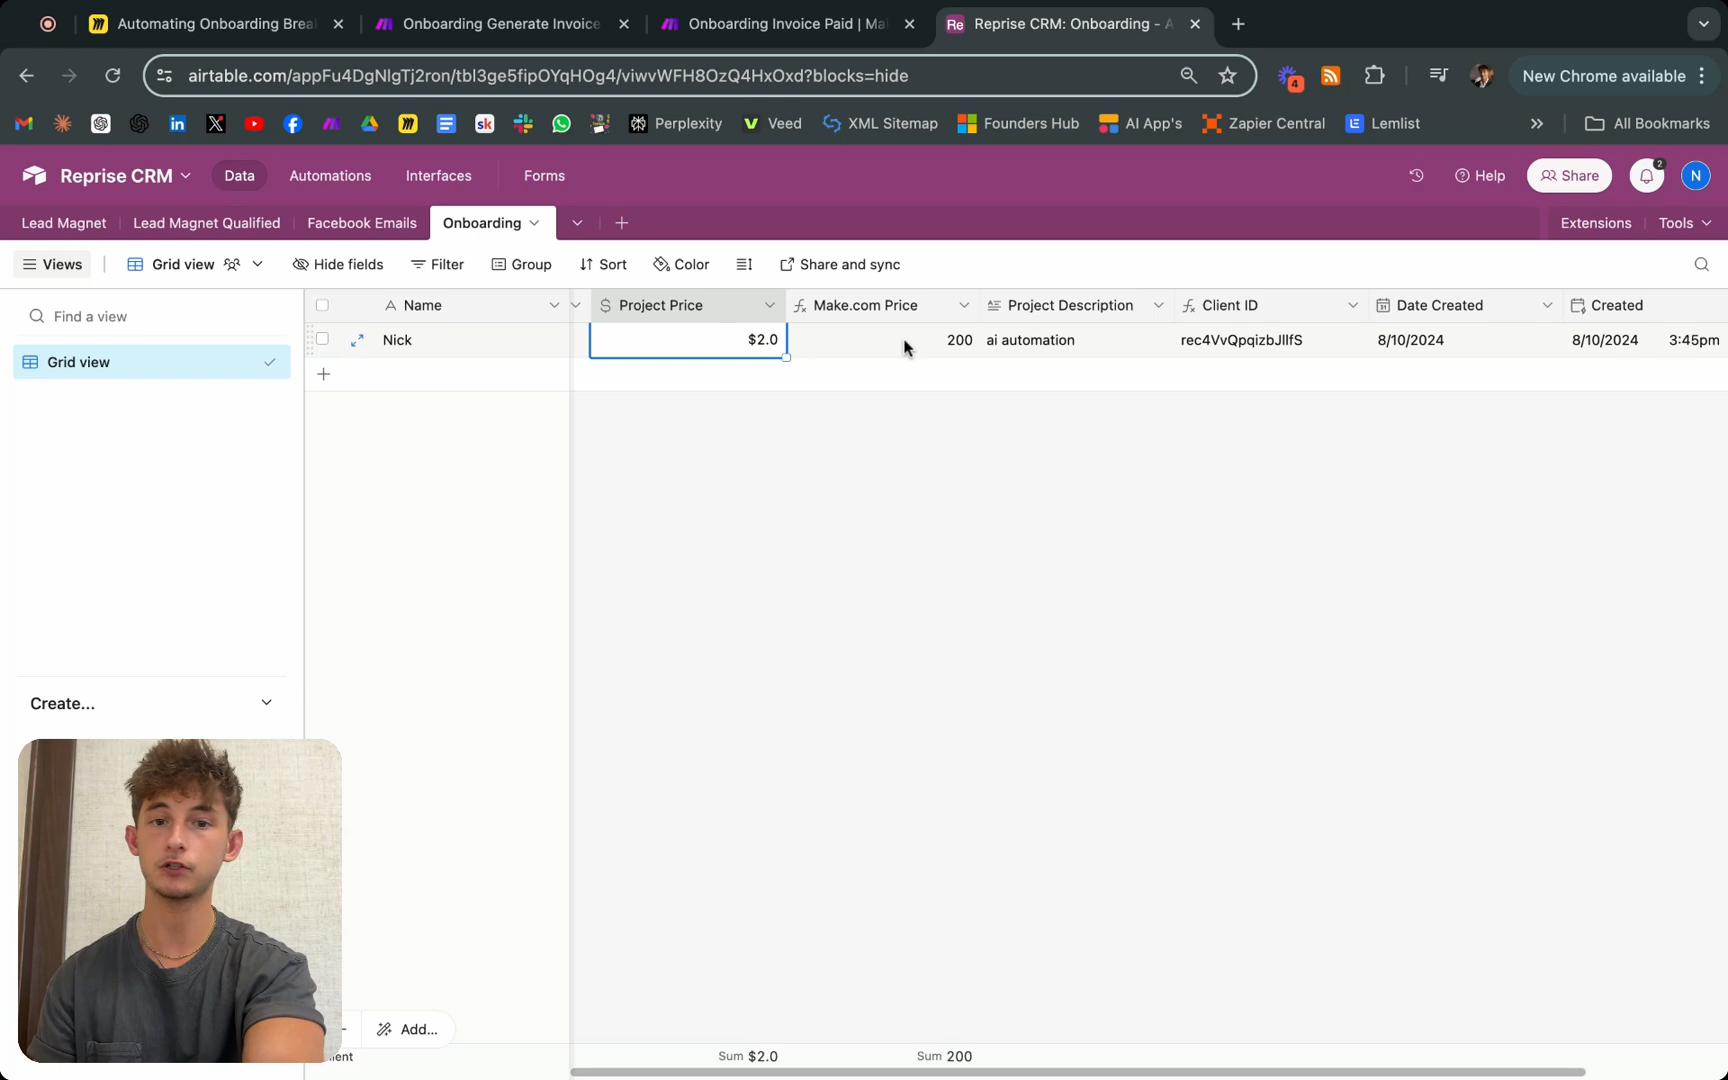 Automating Onboarding Brea
Onboarding Generate Invoice
Onboarding Invoice Paid | Ma
Re Reprise CRM: Onboarding - A
airtable.com/appFu4DgNlgTj2ron/tbl3ge5fipOYqHOg4/viwvWFH8OzQ4HxOxd?blocks=hide
4
New Chrome available
sk
Perplexity
Veed
XML Sitemap
Founders Hub
AI App's
Zapier Central
Lemlist
All Bookmarks
Reprise CRM
Data
Automations
Interfaces
Forms
Help
Share
2
N
Lead Magnet
Lead Magnet Qualified
Facebook Emails
Onboarding
Extensions
Tools
Views
Grid view
Hide fields
Filter
Group
Sort
Color
Share and sync
Find a view
Grid view
Name
Project Price
Make.com Price
Project Description
Client ID
Date Created
Created
Nick
$2.0
200
ai automation
rec4VvQpqizbJllfS
8/10/2024
8/10/2024 3:45pm
Create...
Add...
Sum $2.0
Sum 200